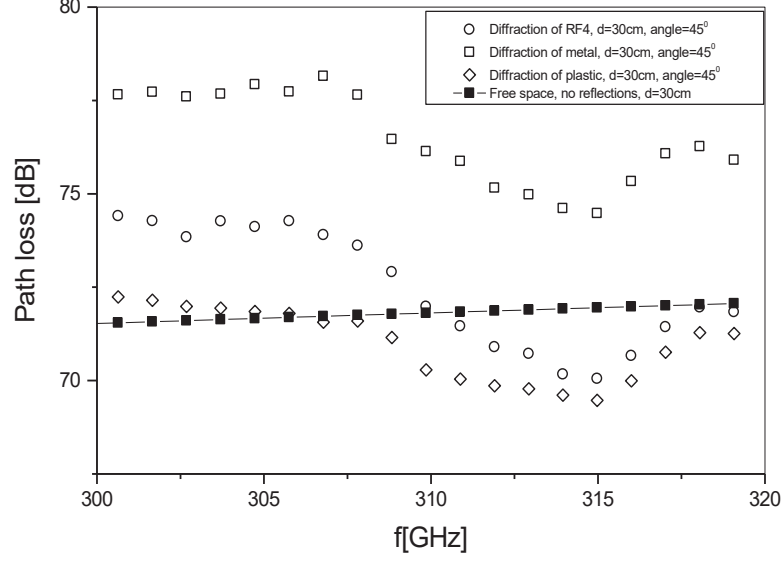 80
75
70
Path loss [dB]
Diffraction of RF4, d=30cm, angle=45⁰
Diffraction of metal, d=30cm, angle=45⁰
Diffraction of plastic, d=30cm, angle=45⁰
Free space, no reflections, d=30cm
300 305 310 315 320
f[GHz]